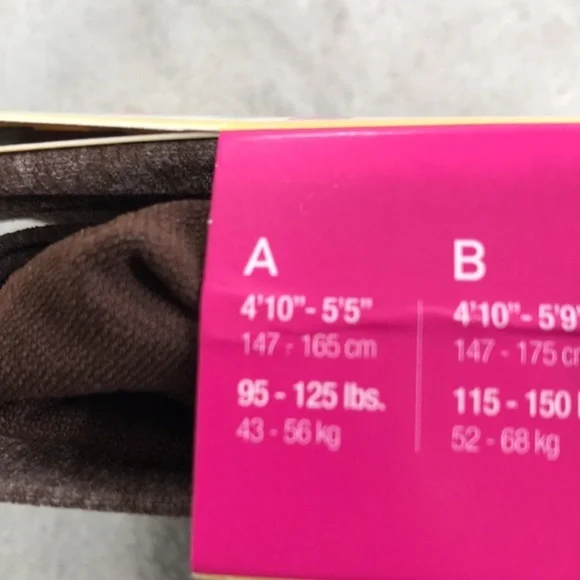 A
4'10"- 5'5"
147 - 165 cm
95 - 125 lbs.
43 - 56 kg
B
4'10"- 5'9"
147 - 175 cm
115 - 150
52 - 68 kg